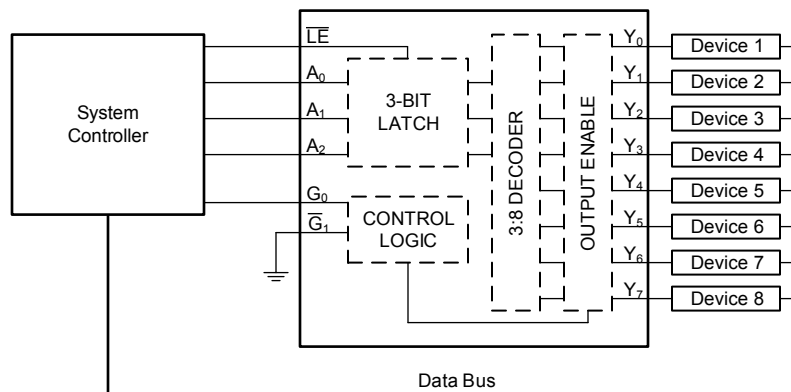 System
Controller
L̅E̅
A₀
A₁
A₂
G₀
G̅₁
3-BIT
LATCH
CONTROL
LOGIC
3:8 DECODER
OUTPUT ENABLE
Y₀
Y₁
Y₂
Y₃
Y₄
Y₅
Y₆
Y₇
Device 1
Device 2
Device 3
Device 4
Device 5
Device 6
Device 7
Device 8
Data Bus